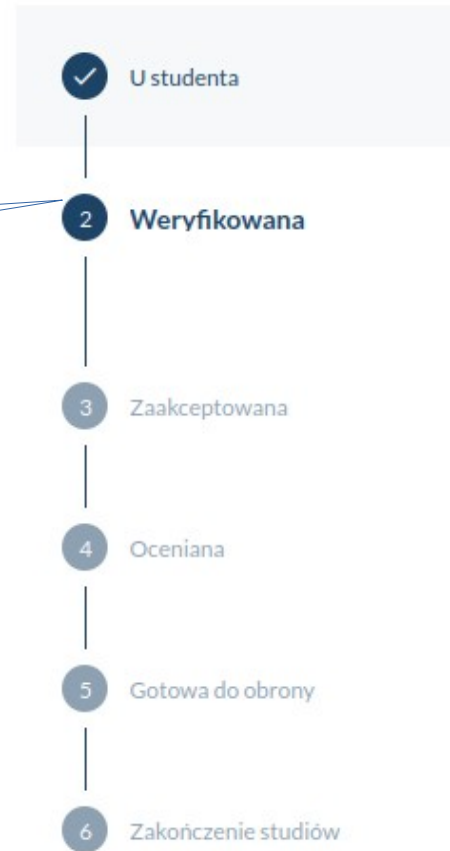 U studenta
2 Weryfikowana
3 Zaakceptowana
4 Oceniana
5 Gotowa do obrony
6 Zakończenie studiów